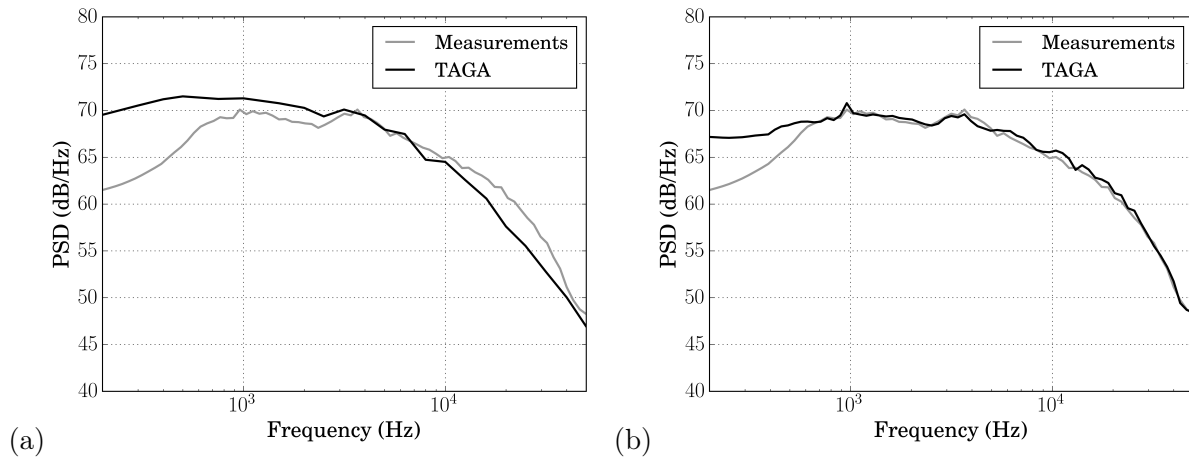 80
75
70
65
60
55
50
45
40
PSD (dB/Hz)
Measurements
TAGA
10^3
10^4
Frequency (Hz)
(a)
80
75
70
65
60
55
50
45
40
PSD (dB/Hz)
Measurements
TAGA
10^3
10^4
Frequency (Hz)
(b)